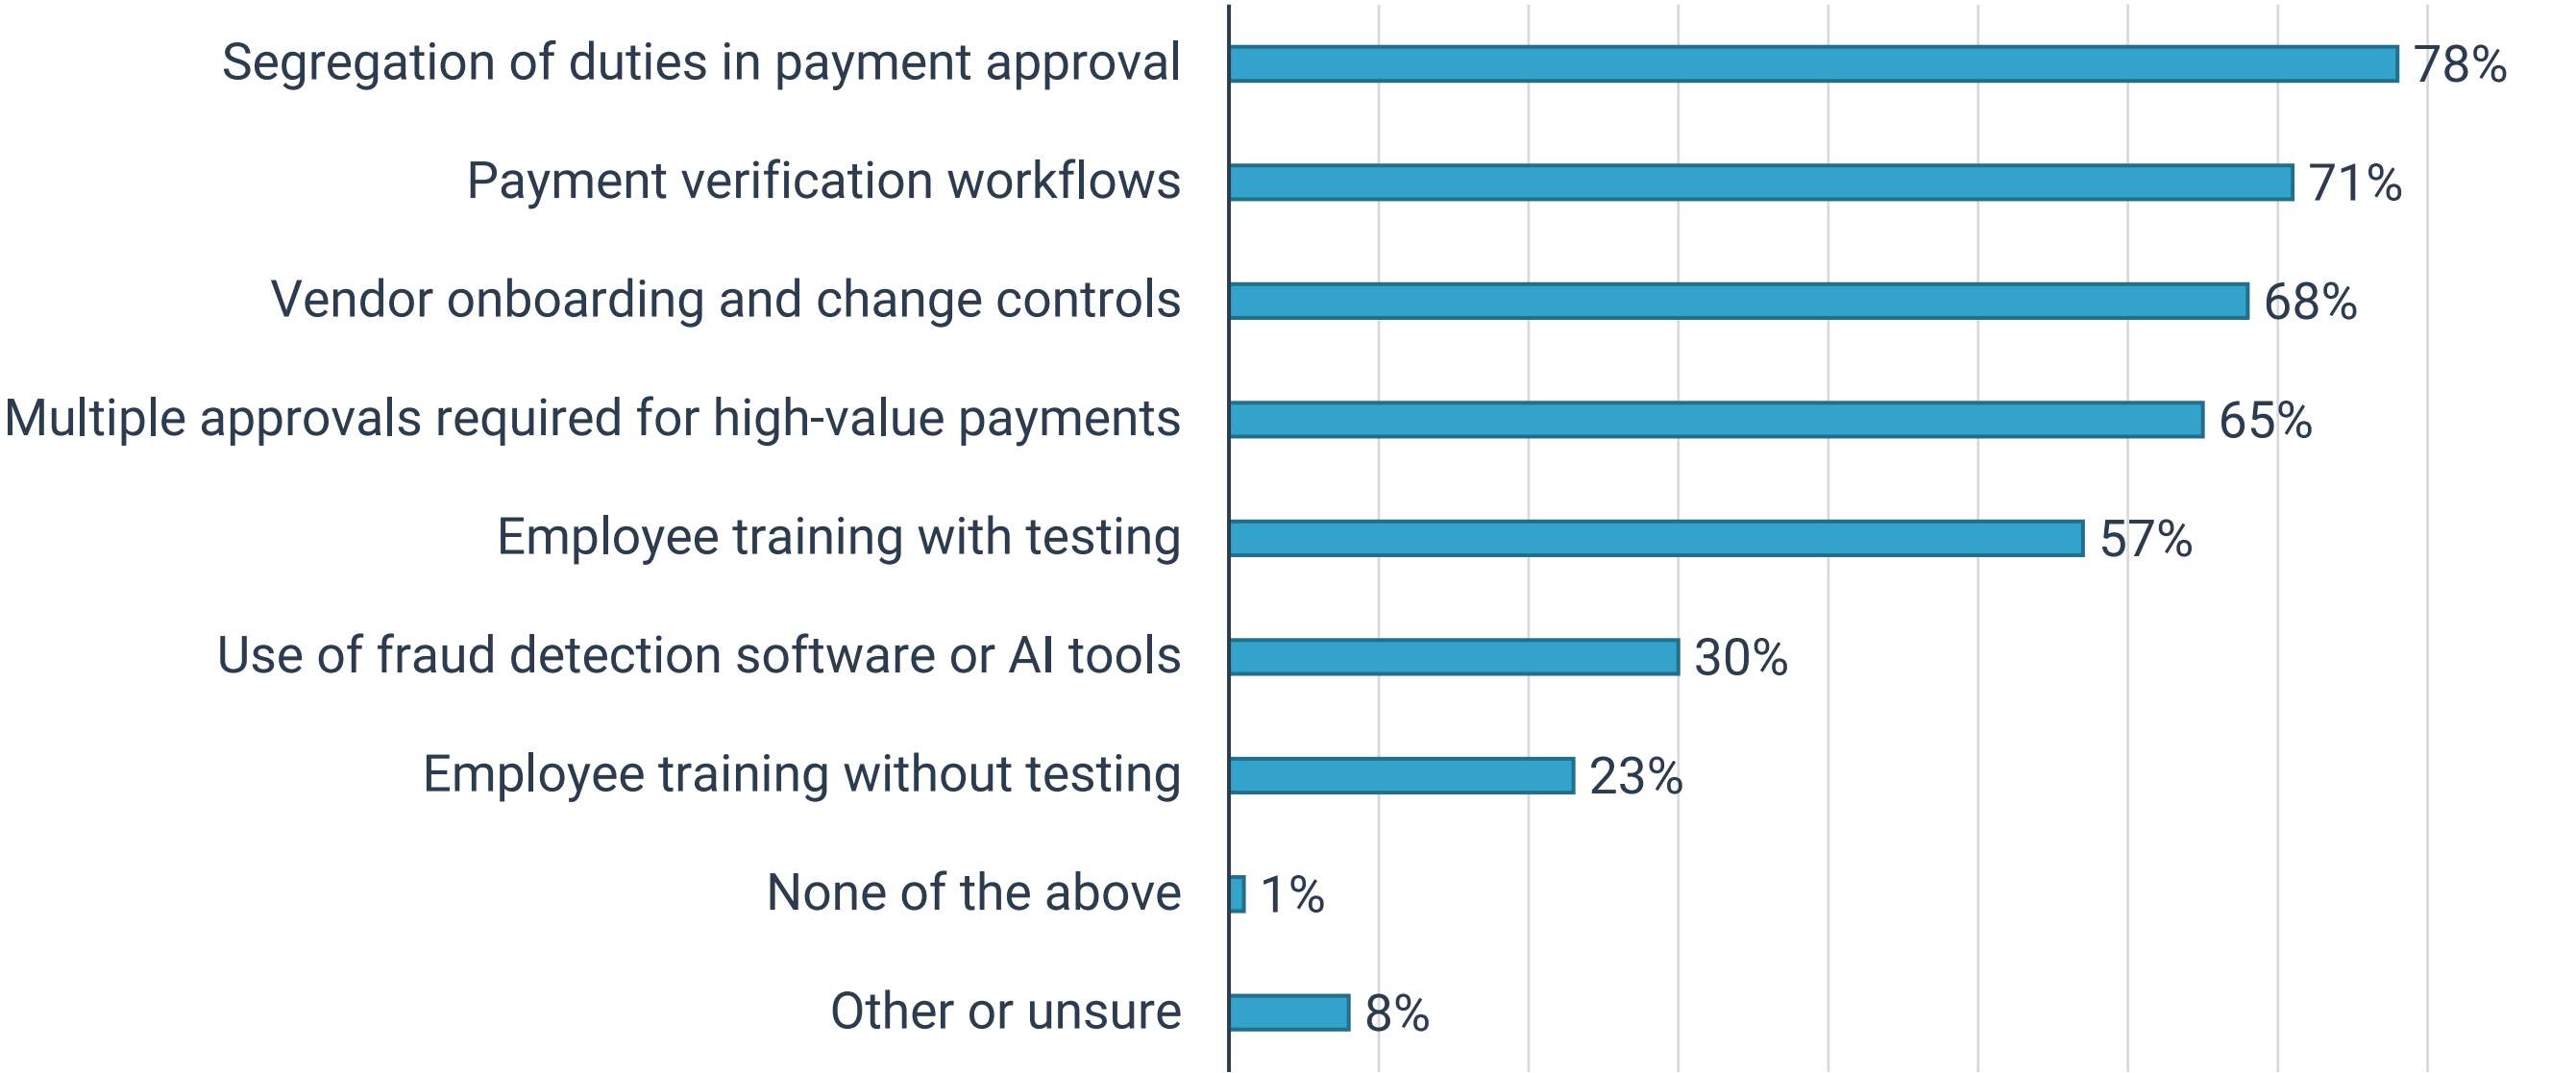 Segregation of duties in payment approval 78%
Payment verification workflows 71%
Vendor onboarding and change controls 68%
Multiple approvals required for high-value payments 65%
Employee training with testing 57%
Use of fraud detection software or AI tools 30%
Employee training without testing 23%
None of the above 1%
Other or unsure 8%